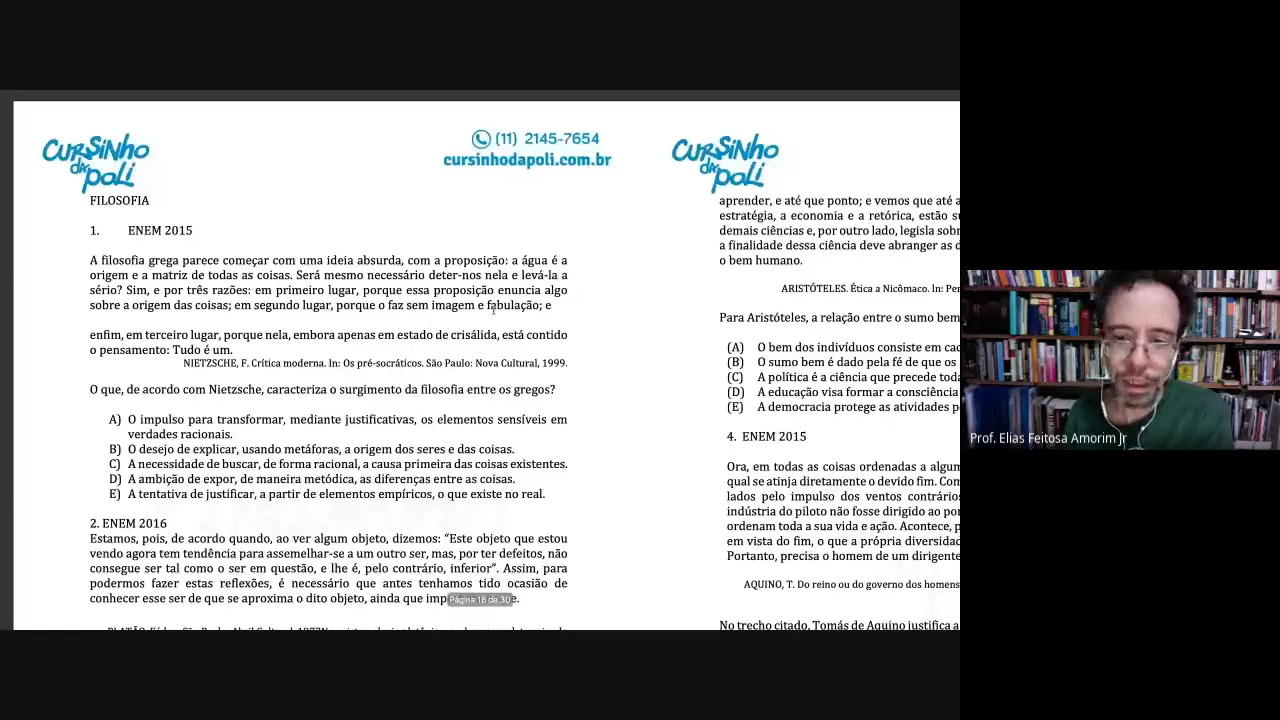 CURSINHO
DA
POLI
(11) 2145-7654
cursinhodapoli.com.br
FILOSOFIA
1. ENEM 2015
A filosofia grega parece começar com uma ideia absurda, com a proposição: a água é a
origem e a matriz de todas as coisas. Será mesmo necessário deter-nos nela e levá-la a
sério? Sim, e por três razões: em primeiro lugar, porque essa proposição enuncia algo
sobre a origem das coisas; em segundo lugar, porque o faz sem imagem e fabulação; e
enfim, em terceiro lugar, porque nela, embora apenas em estado de crisálida, está contido
o pensamento: Tudo é um.
NIETZSCHE, F. Crítica moderna. In: Os pré-socráticos. São Paulo: Nova Cultural, 1999.
O que, de acordo com Nietzsche, caracteriza o surgimento da filosofia entre os gregos?
A) O impulso para transformar, mediante justificativas, os elementos sensíveis em
verdades racionais.
B) O desejo de explicar, usando metáforas, a origem dos seres e das coisas.
C) A necessidade de buscar, de forma racional, a causa primeira das coisas existentes.
D) A ambição de expor, de maneira metódica, as diferenças entre as coisas.
E) A tentativa de justificar, a partir de elementos empíricos, o que existe no real.
2. ENEM 2016
Estamos, pois, de acordo quando, ao ver algum objeto, dizemos: “Este objeto que estou
vendo agora tem tendência para assemelhar-se a um outro ser, mas, por ter defeitos, não
consegue ser tal como o ser em questão, e lhe é, pelo contrário, inferior”. Assim, para
podermos fazer estas reflexões, é necessário que antes tenhamos tido ocasião de
conhecer esse ser de que se aproxima o dito objeto, ainda que
Página 18 de 30
CURSINHO
DA
POLI
aprender, e até que ponto; e vemos que até a
estratégia, a economia e a retórica, estão
demais ciências e, por outro lado, legisla
a finalidade dessa ciência deve abranger as
o bem humano.
ARISTÓTELES. Ética a Nicômaco. In:
Para Aristóteles, a relação entre o sumo bem
(A) O bem dos indivíduos consiste em
(B) O sumo bem é dado pela fé de que os
(C) A política é a ciência que precede
(D) A educação visa formar a consciência
(E) A democracia protege as atividades
4. ENEM 2015
Ora, em todas as coisas ordenadas a
qual se atinja diretamente o devido fim.
lados pelo impulso dos ventos contrários
indústria do piloto não fosse dirigido ao
ordenam toda a sua vida e ação. Acontece,
em vista do fim, o que a própria
Portanto, precisa o homem de um dirigente
AQUINO, T. Do reino ou do governo dos
No trecho citado, Tomás de Aquino justifica a
Prof. Elias Feitosa Amorim Jr